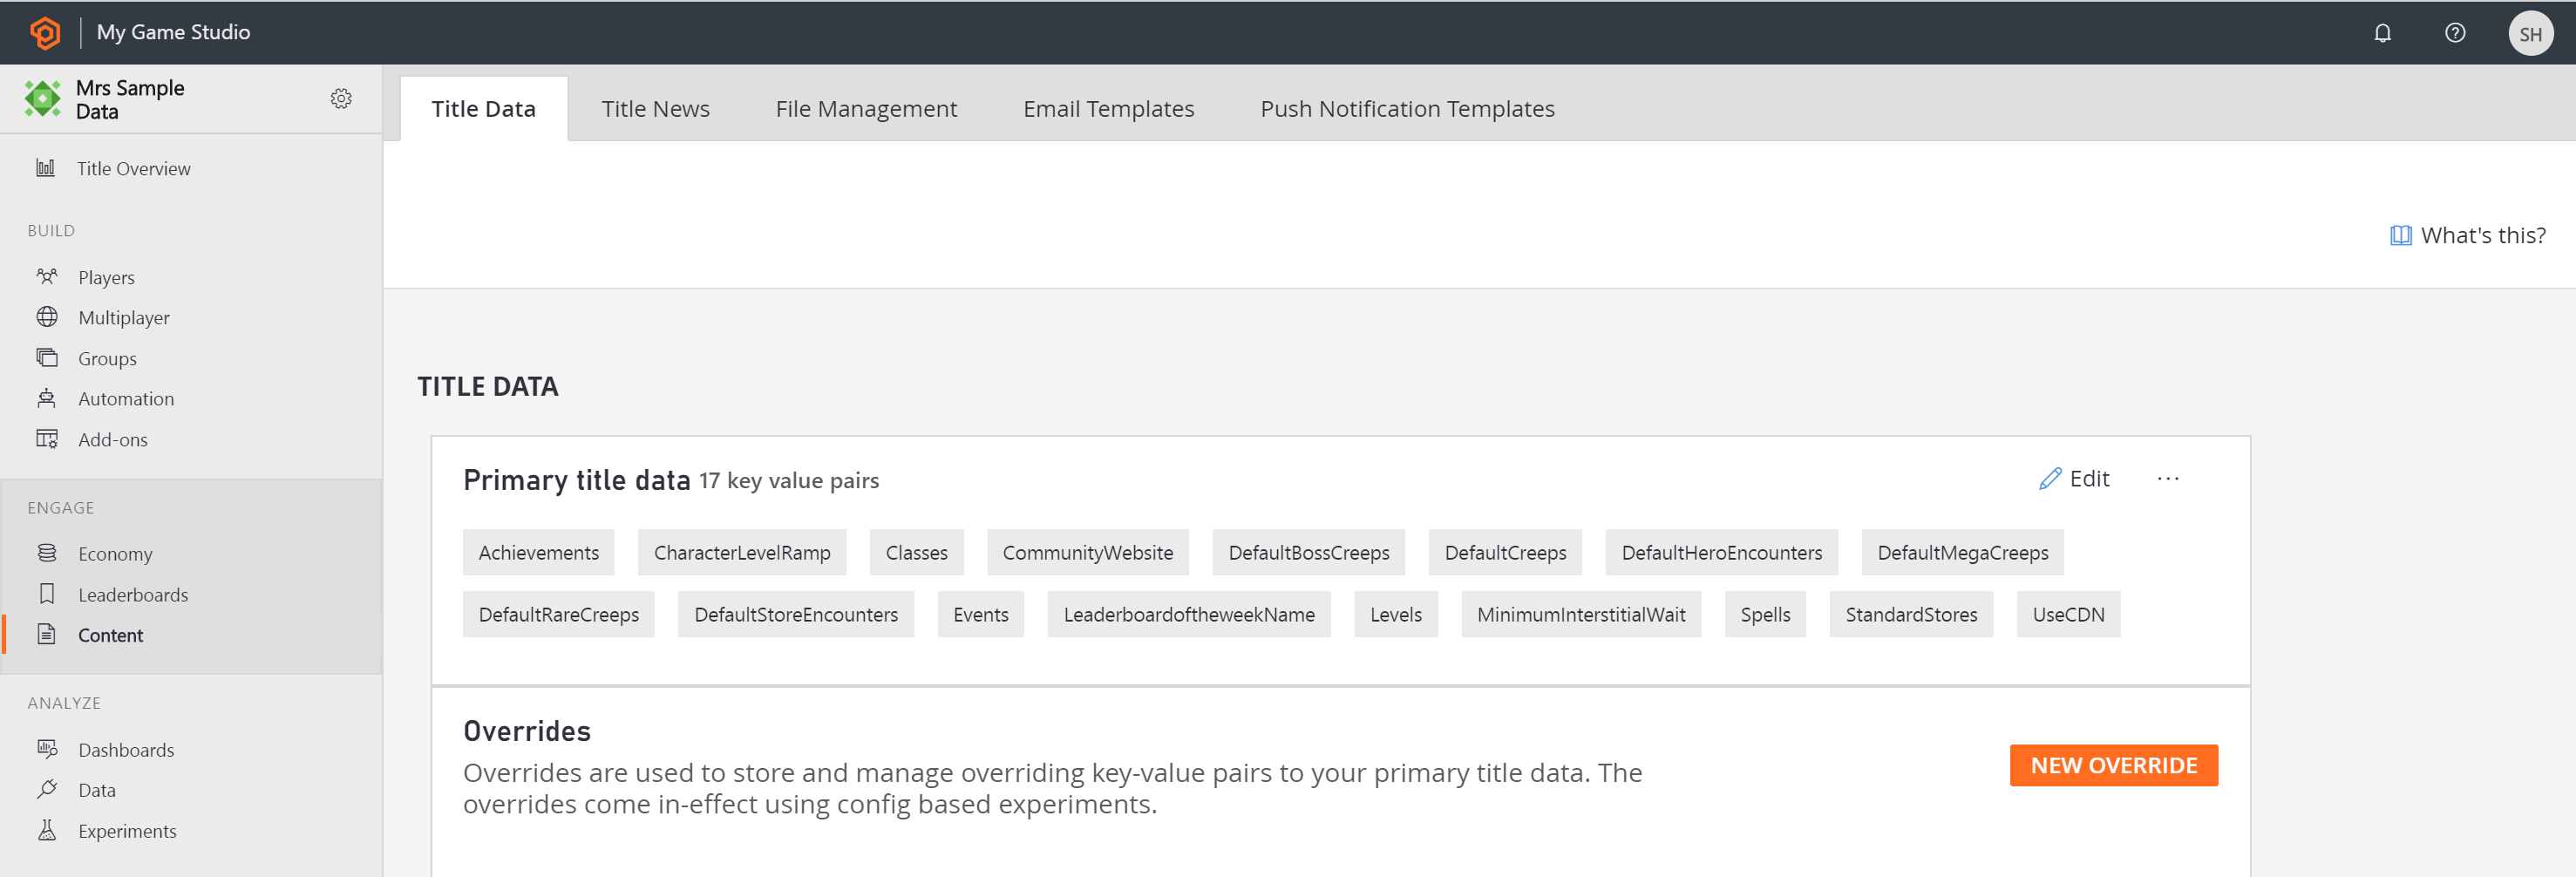 My Game Studio
SH
Mrs Sample
Data
Title Overview
BUILD
Players
Multiplayer
Groups
Automation
Add-ons
ENGAGE
Economy
Leaderboards
Content
ANALYZE
Dashboards
Data
Experiments
Title Data Title News File Management Email Templates Push Notification Templates
What's this?
TITLE DATA
Primary title data 17 key value pairs
Edit
Achievements CharacterLevelRamp Classes CommunityWebsite DefaultBossCreeps DefaultCreeps DefaultHeroEncounters DefaultMegaCreeps
DefaultRareCreeps DefaultStoreEncounters Events LeaderboardoftheweekName Levels MinimumInterstitialWait Spells StandardStores UseCDN
Overrides
Overrides are used to store and manage overriding key-value pairs to your primary title data. The
overrides come in-effect using config based experiments.
NEW OVERRIDE